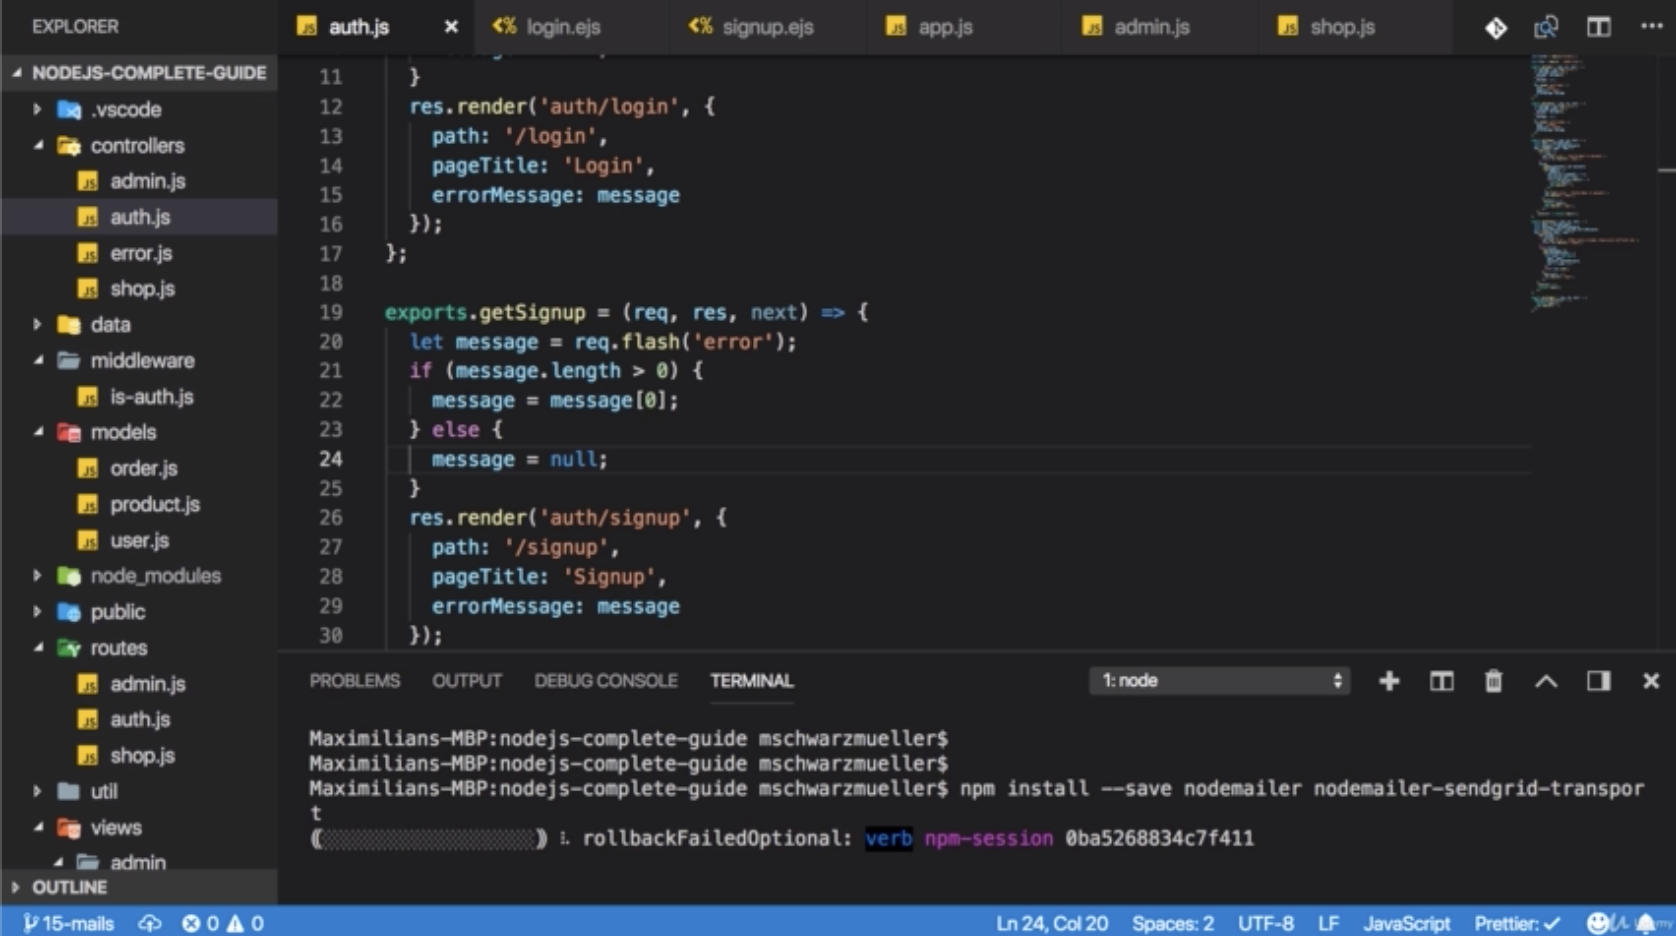 EXPLORER
NODEJS-COMPLETE-GUIDE
.vscode
controllers
admin.js
auth.js
error.js
shop.js
data
middleware
is-auth.js
models
order.js
product.js
user.js
node_modules
public
routes
admin.js
auth.js
shop.js
util
views
admin
OUTLINE
auth.js
login.ejs
signup.ejs
app.js
admin.js
shop.js
11 }
12 res.render('auth/login', {
13 path: '/login',
14 pageTitle: 'Login',
15 errorMessage: message
16 });
17 };
18
19 exports.getSignup = (req, res, next) => {
20 let message = req.flash('error');
21 if (message.length > 0) {
22 message = message[0];
23 } else {
24 message = null;
25 }
26 res.render('auth/signup', {
27 path: '/signup',
28 pageTitle: 'Signup',
29 errorMessage: message
30 });
PROBLEMS OUTPUT DEBUG CONSOLE TERMINAL 1: node
Maximilians-MBP:nodejs-complete-guide mschwarzmueller$
Maximilians-MBP:nodejs-complete-guide mschwarzmueller$
Maximilians-MBP:nodejs-complete-guide mschwarzmueller$ npm install --save nodemailer nodemailer-sendgrid-transpor
t
rollbackFailedOptional: verb npm-session 0ba5268834c7f411
15-mails 0 0 Ln 24, Col 20 Spaces: 2 UTF-8 LF JavaScript Prettier: ✓